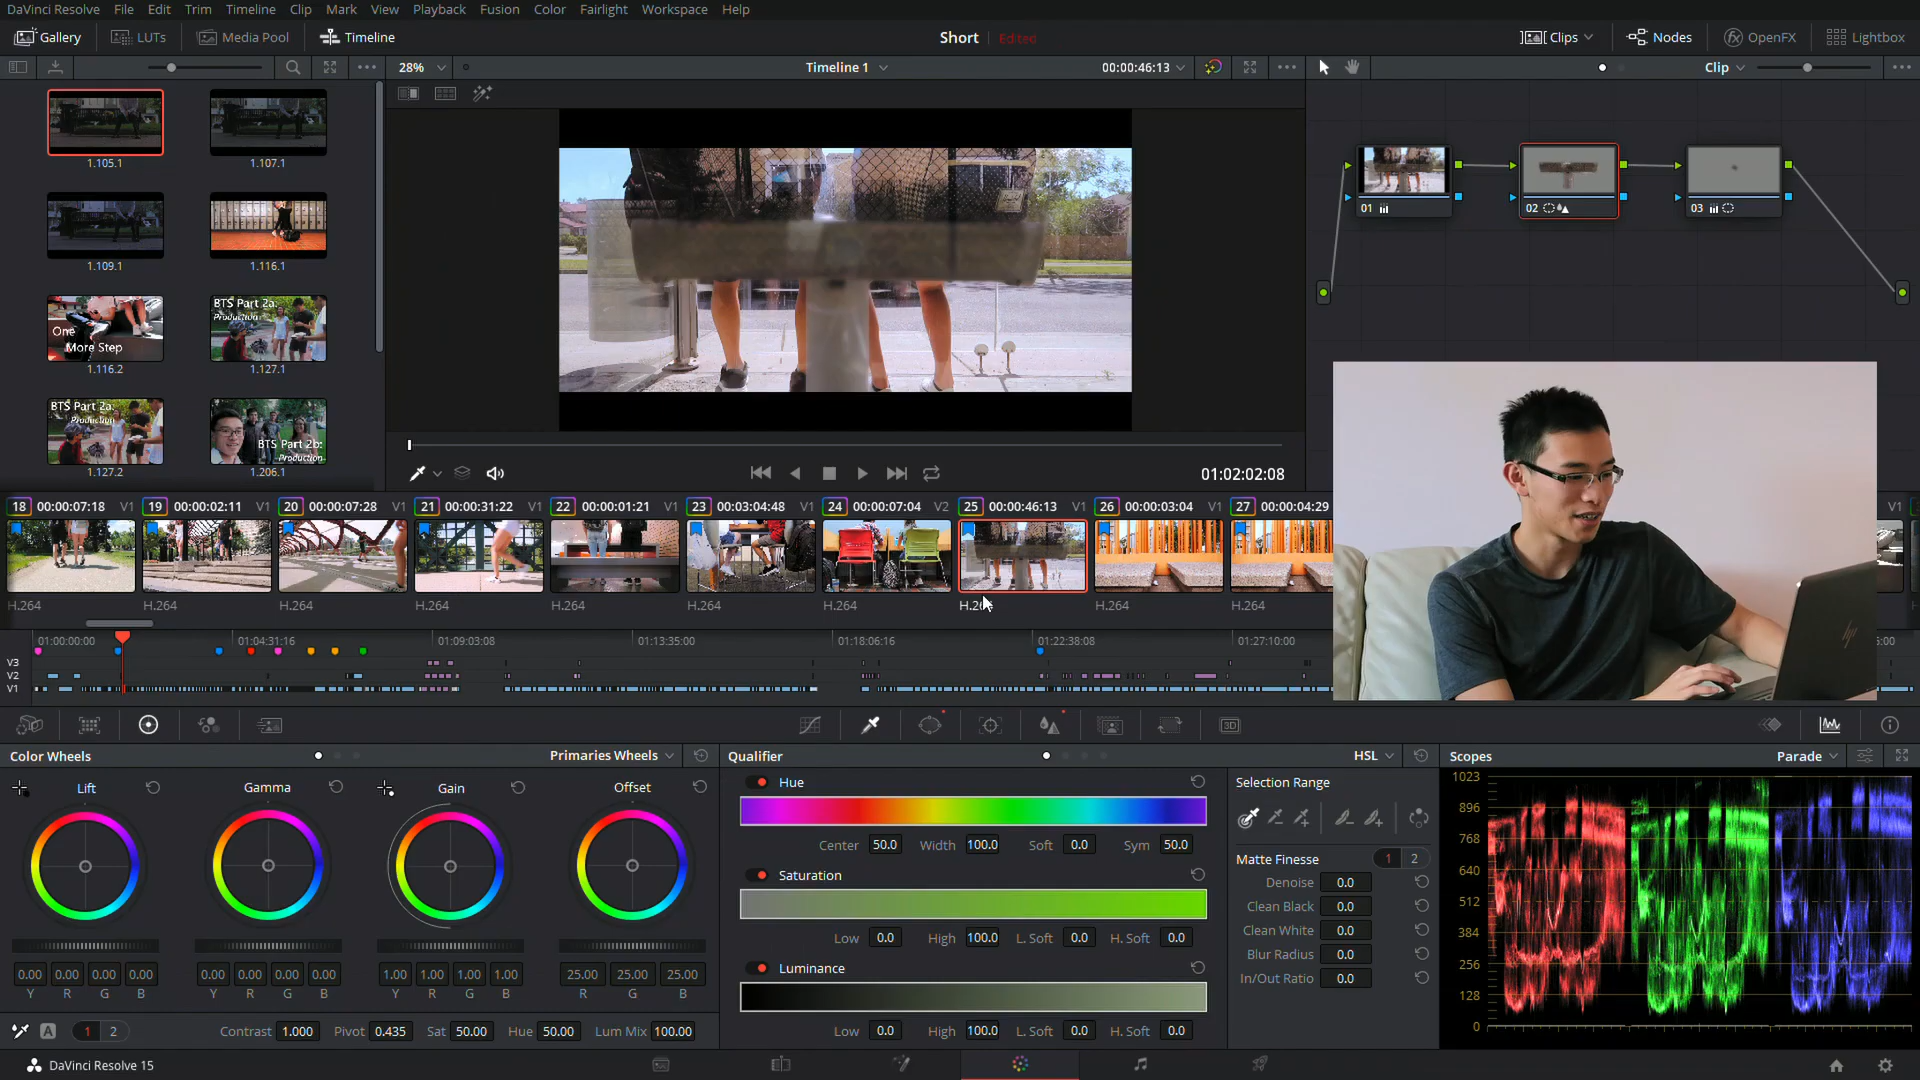 DaVinci Resolve File Edit Trim Timeline Clip Mark View Playback Fusion Color Fairlight Workspace Help
Gallery LUTs Media Pool Timeline Short Edited Clips Nodes OpenFX Lightbox
28% Timeline 1 00:00:46:13 Clip
1.105.1 1.107.1
1.109.1 1.116.1
One
More Step
BTS Part 2a:
Production
1.116.2 1.127.1
BTS Part 2a:
Production
BTS Part 2b:
Production
1.127.2 1.206.1
01 02 03
01:02:02:08
18 00:00:07:18 V1 19 00:00:02:11 V1 20 00:00:07:28 V1 21 00:00:31:22 V1 22 00:00:01:21 V1 23 00:03:04:48 V1 24 00:00:07:04 V2 25 00:00:46:13 V1 26 00:00:03:04 V1 27 00:00:04:29 V1
H.264 H.264 H.264 H.264 H.264 H.264 H.264 H.264 H.264
01:00:00:00 01:04:31:16 01:09:03:08 01:13:35:00 01:18:06:16 01:22:38:08 01:27:10:00
V3
V2
V1
3D
Color Wheels Primaries Wheels Qualifier HSL Scopes Parade
Lift Gamma Gain Offset
0.00 0.00 0.00 0.00 0.00 0.00 0.00 0.00 1.00 1.00 1.00 1.00 25.00 25.00 25.00
Y R G B Y R G B Y R G B R G B
A 1 2 Contrast 1.000 Pivot 0.435 Sat 50.00 Hue 50.00 Lum Mix 100.00
Hue
Center 50.0 Width 100.0 Soft 0.0 Sym 50.0
Saturation
Low 0.0 High 100.0 L. Soft 0.0 H. Soft 0.0
Luminance
Low 0.0 High 100.0 L. Soft 0.0 H. Soft 0.0
Selection Range
Matte Finesse 1 2
Denoise 0.0
Clean Black 0.0
Clean White 0.0
Blur Radius 0.0
In/Out Ratio 0.0
1023
896
768
640
512
384
256
128
0
DaVinci Resolve 15
hp